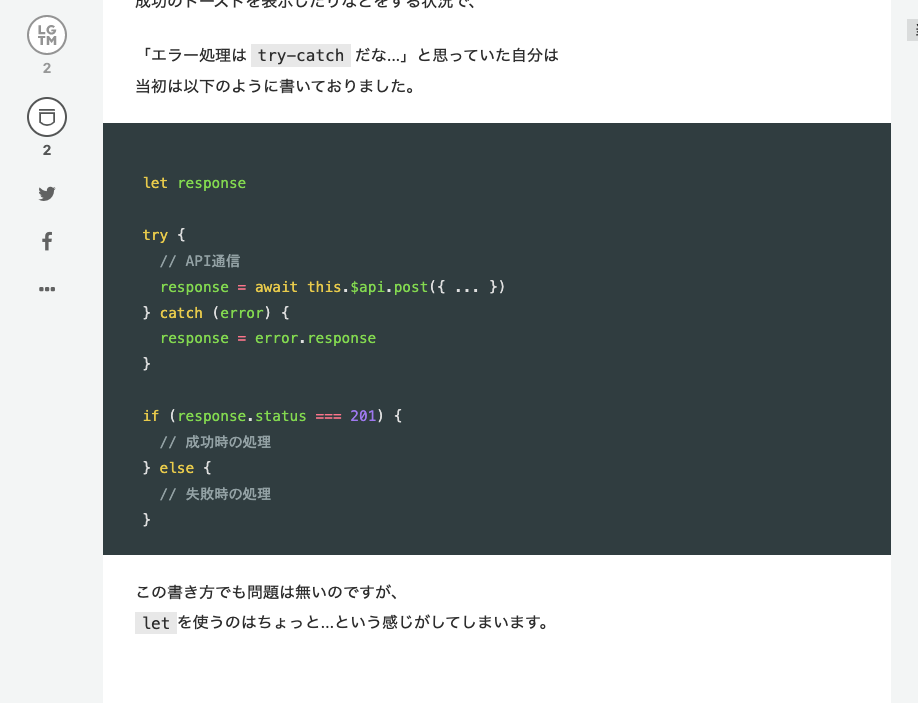 LG
TM
2
2
成功のトーストを表示したりなどをする状況で、
「エラー処理は try-catch だな…」と思っていた自分は
当初は以下のように書いておりました。
let response
try {
  // API通信
  response = await this.$api.post({ ... })
} catch (error) {
  response = error.response
}
if (response.status === 201) {
  // 成功時の処理
} else {
  // 失敗時の処理
}
この書き方でも問題は無いのですが、
let を使うのはちょっと…という感じがしてしまいます。